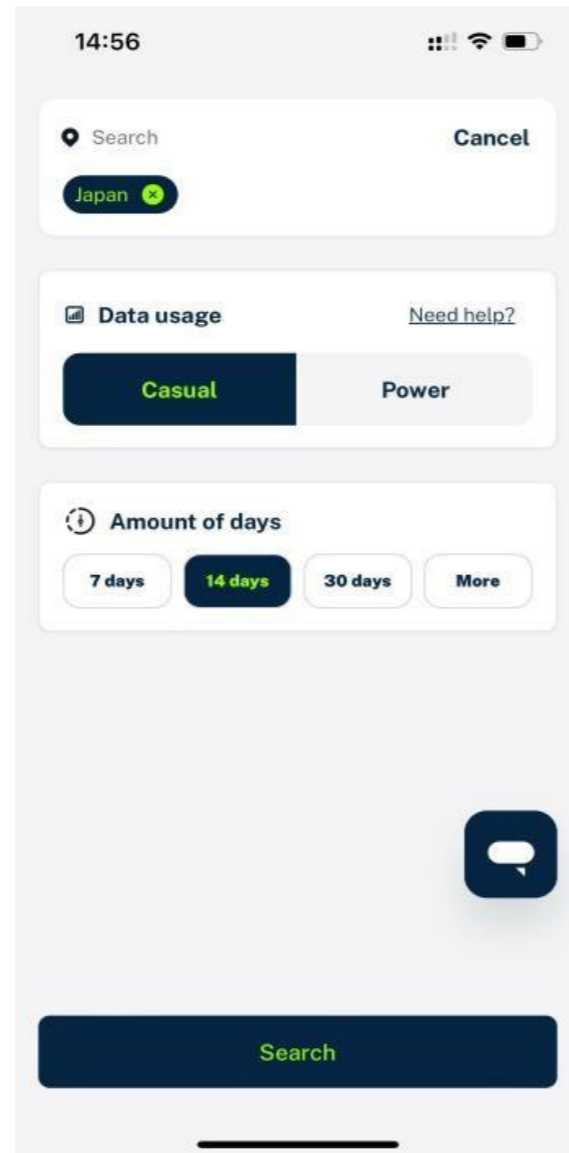 14:56
Search Cancel
Japan
Data usage Need help?
Casual Power
Amount of days
7 days 14 days 30 days More
Search